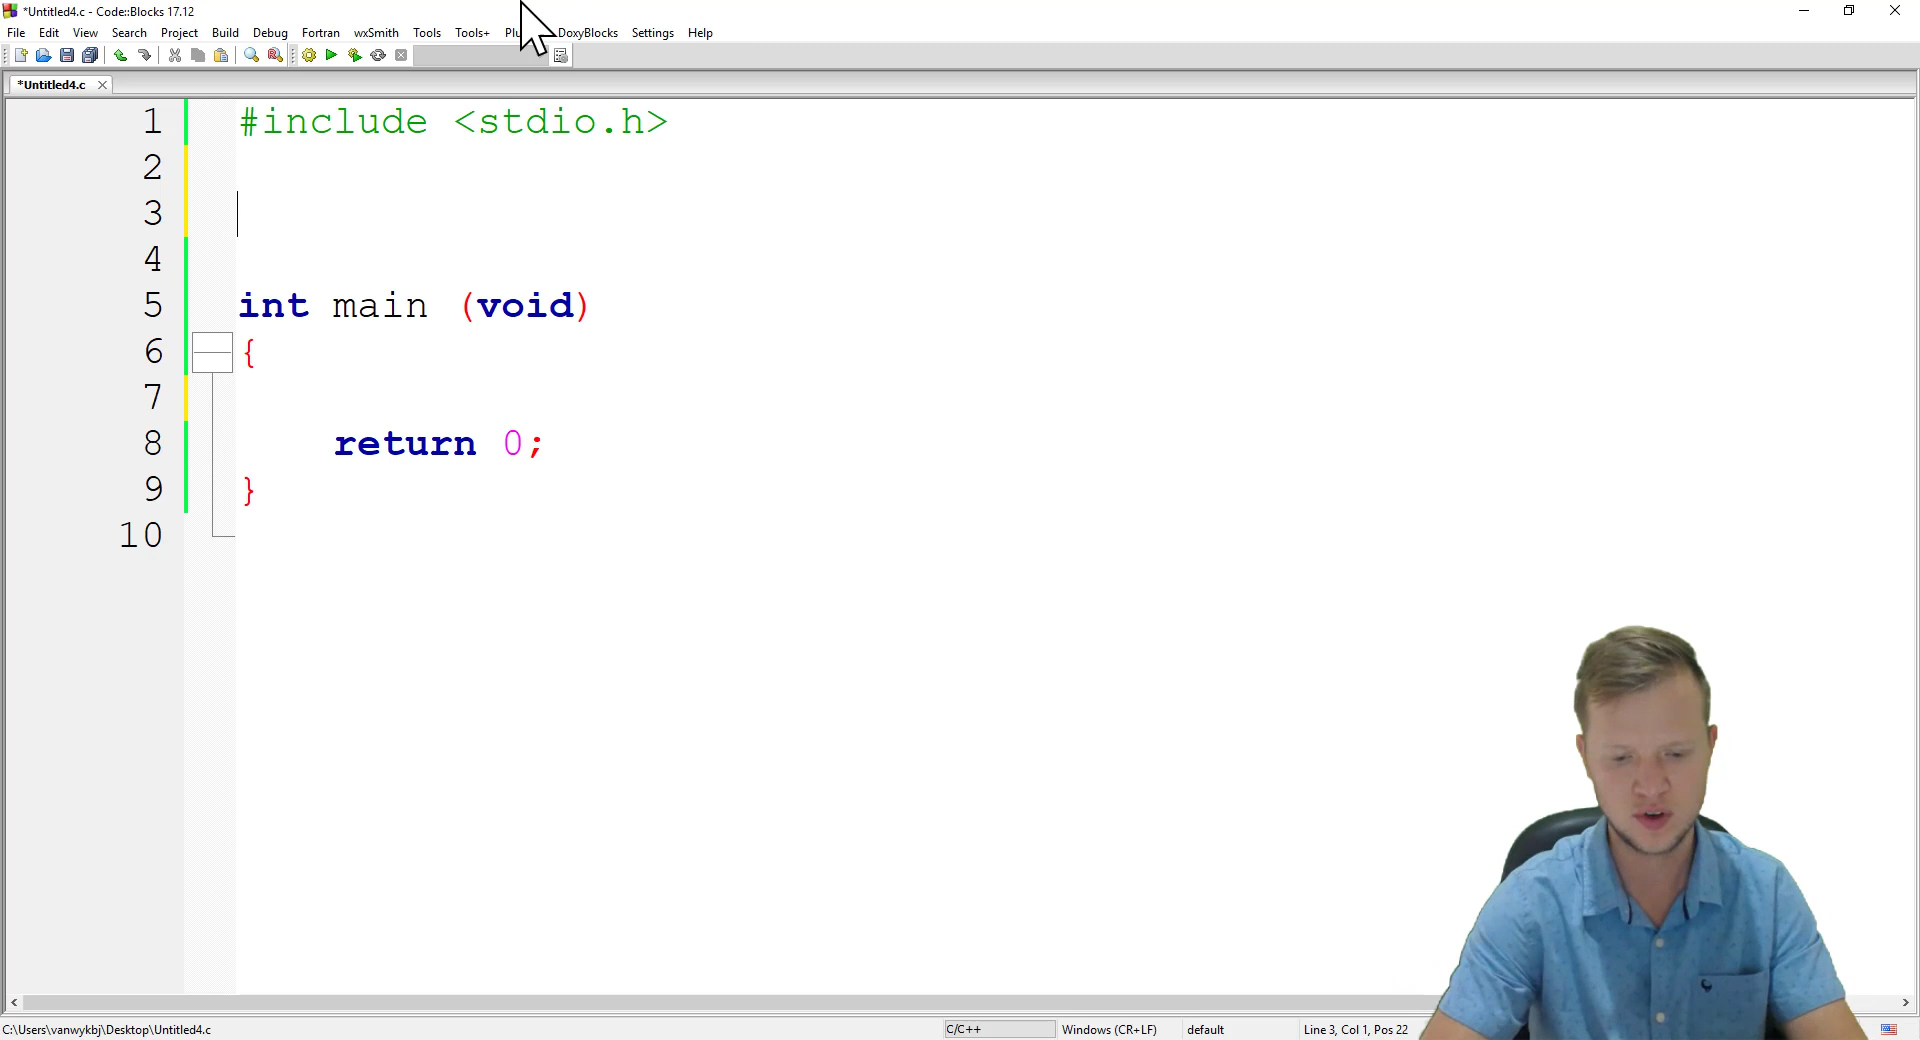 *Untitled4.c - Code::Blocks 17.12
File Edit View Search Project Build Debug Fortran wxSmith Tools Tools+ DoxyBlocks Settings Help
*Untitled4.c
1 #include <stdio.h>
2
3
4
5 int main (void)
6 {
7
8 return 0;
9 }
10
C:\Users\vanwykbj\Desktop\Untitled4.c C/C++ Windows (CR+LF) default Line 3, Col 1, Pos 22